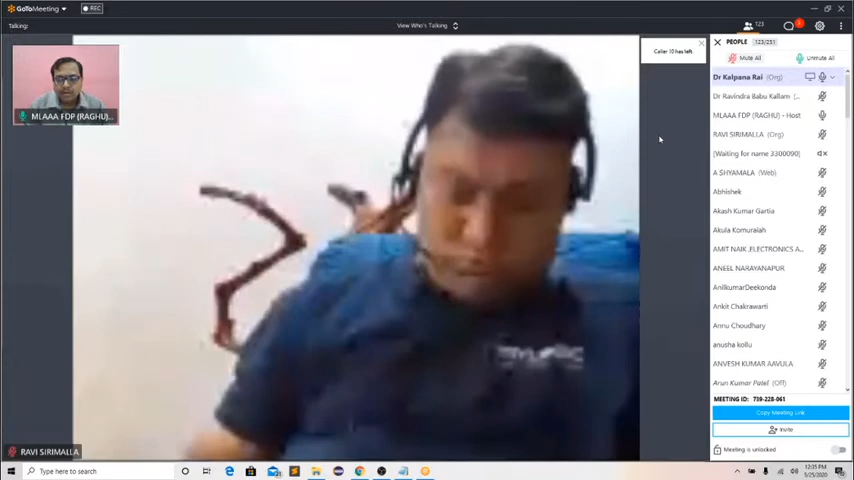 GoToMeeting
REC
Talking:
View Who's Talking
123
1
Caller 10 has left
PEOPLE
123/251
Mute All
Unmute All
Dr Kalpana Rai (Org)
Dr Ravindra Babu Kallam (...
MLAAA FDP (RAGHU) - Host
RAVI SIRIMALLA (Org)
[Waiting for name 3300090]
A SHYAMALA (Web)
Abhishek
Akash Kumar Gartia
Akula Komuraiah
AMIT NAIK ,ELECTRONICS A...
ANEEL NARAYANAPUR
AnilkumarDeekonda
Ankit Chakrawarti
Annu Choudhary
anusha kollu
ANVESH KUMAR AAVULA
Arun Kumar Patel (Off)
MEETING ID: 739-228-061
Copy Meeting Link
Invite
Meeting is unlocked
MLAAA FDP (RAGHU)...
RAVI SIRIMALLA
Type here to search
12:35 PM
5/25/2020